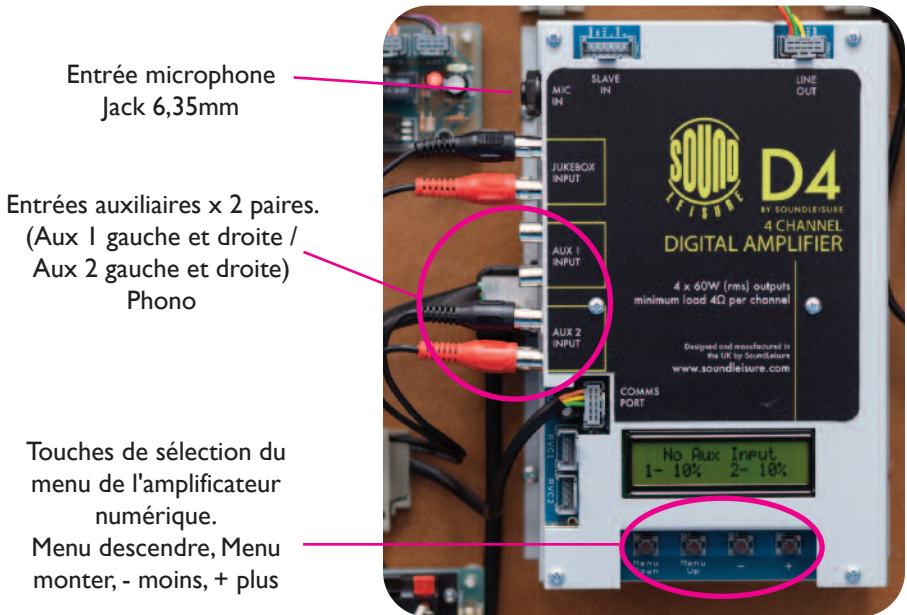 Entrée microphone
Jack 6,35mm
Entrées auxiliaires x 2 paires.
(Aux 1 gauche et droite /
Aux 2 gauche et droite)
Phono
Touches de sélection du
menu de l'amplificateur
numérique.
Menu descendre, Menu
monter, - moins, + plus
SLAVE
IN
LINE
OUT
MIC
IN
JUKEBOX
INPUT
AUX 1
INPUT
AUX 2
INPUT
SOUND
LEISURE
D4
BY SOUNDLEISURE
4 CHANNEL
DIGITAL AMPLIFIER
4 x 60W (rms) outputs
minimum load 4Ω per channel
Designed and manufactured in
the UK by SoundLeisure
www.soundleisure.com
COMMS
PORT
RVC1
RVC2
No Aux Input
1- 10% 2- 10%
Menu
Down
Menu
Up
-
+